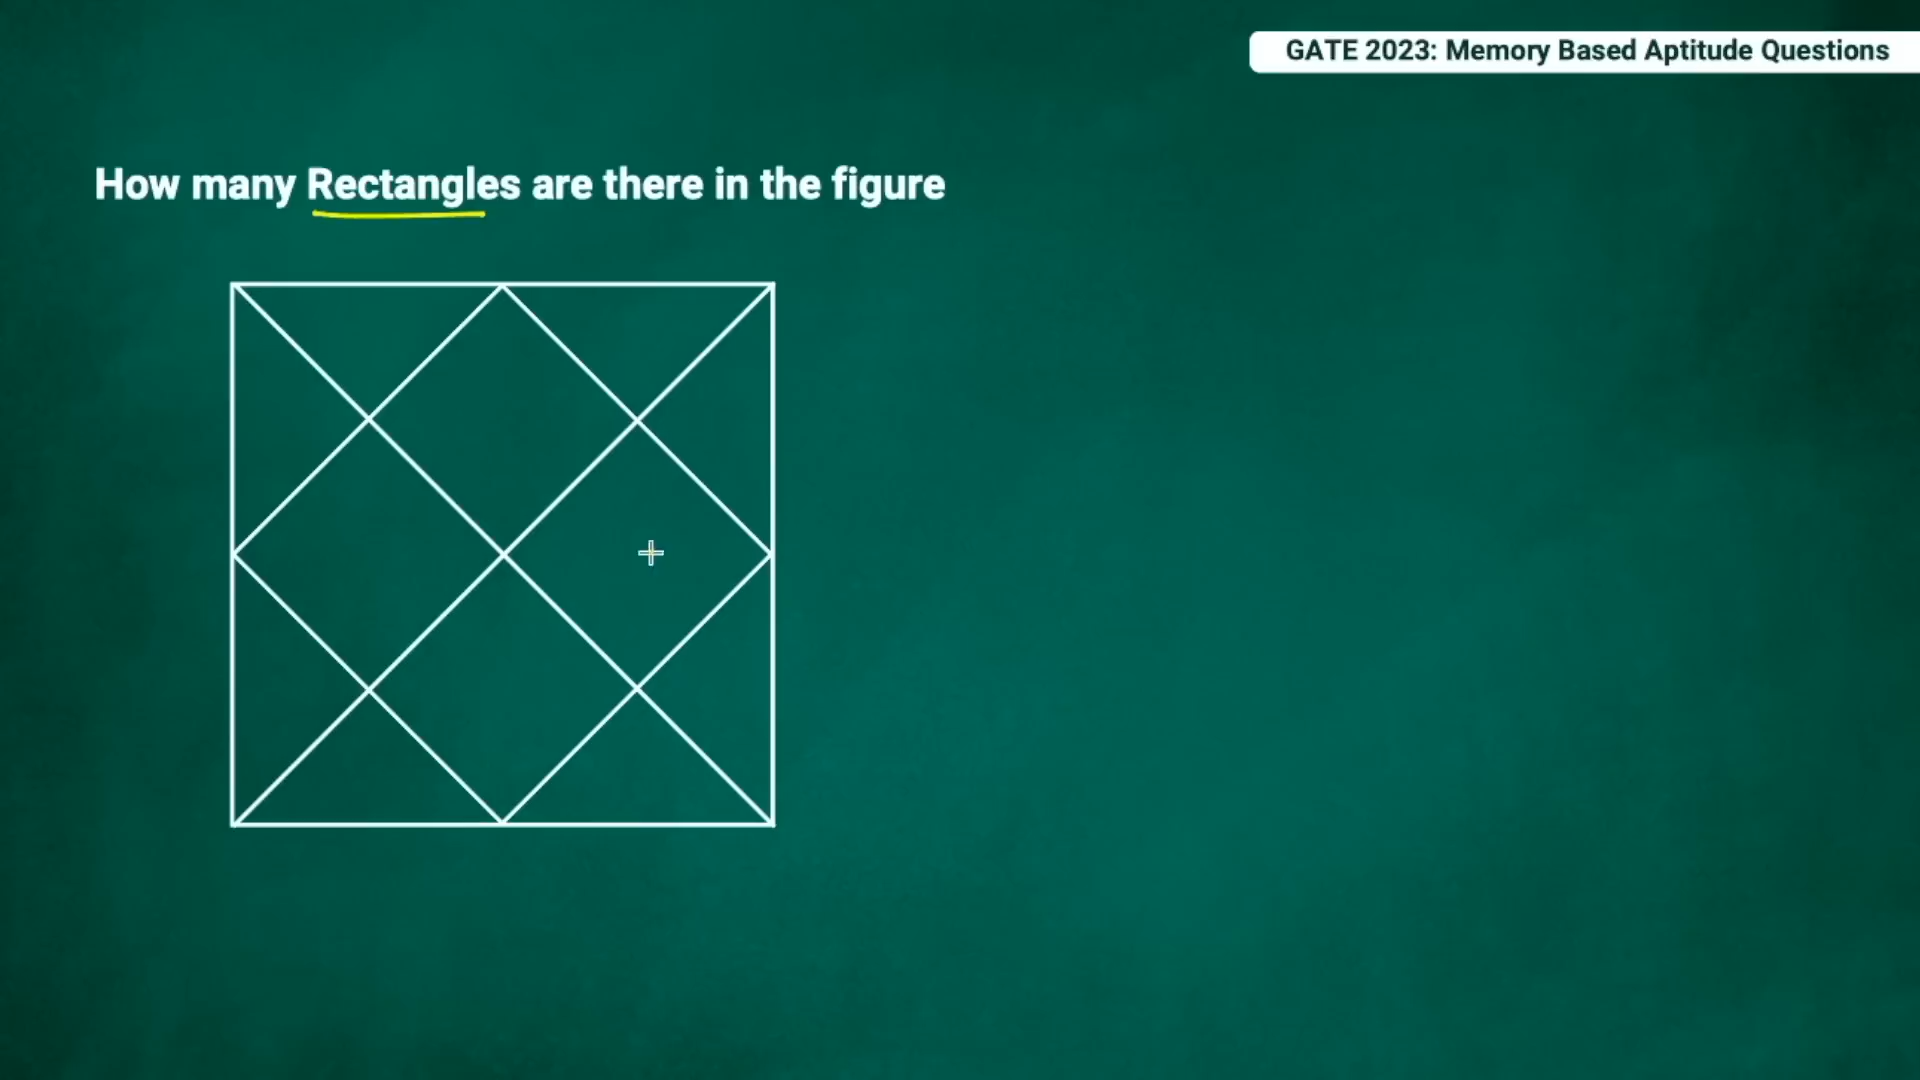 GATE 2023: Memory Based Aptitude Questions
How many Rectangles are there in the figure